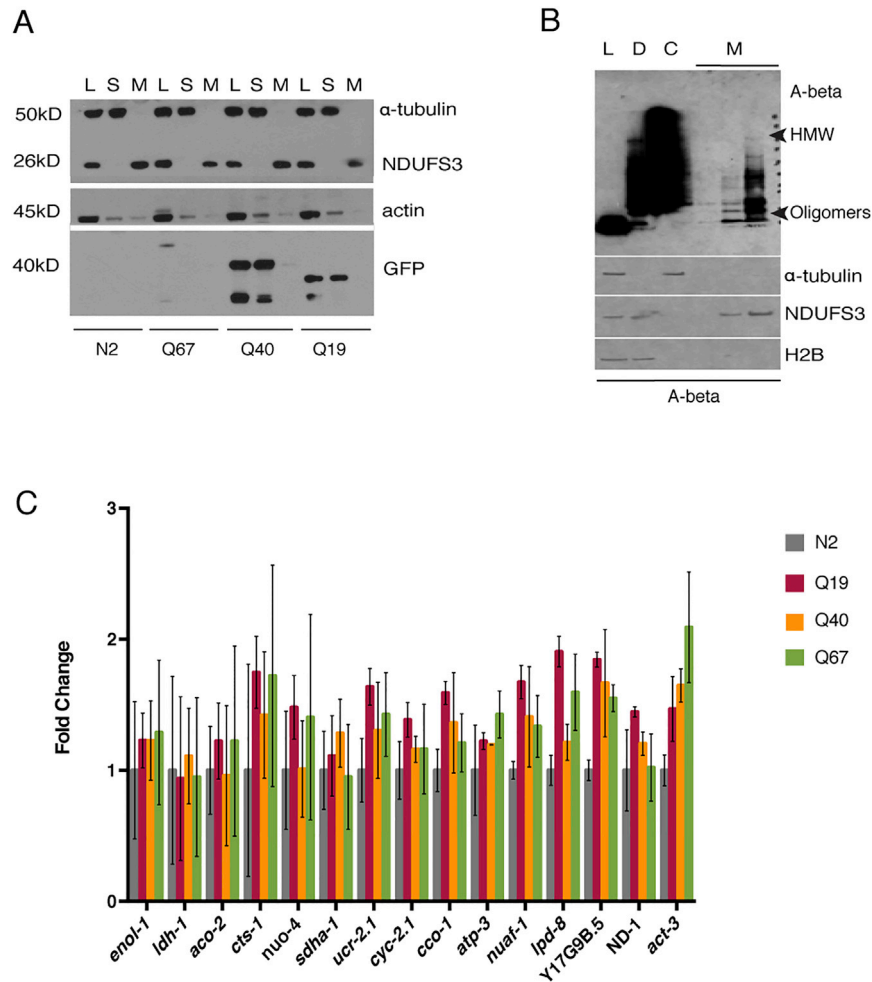 A
L S M L S M L S M L S M
50kD
α-tubulin
26kD
NDUFS3
45kD
actin
40kD
GFP
N2 Q67 Q40 Q19
B
L D C M
A-beta
HMW
Oligomers
α-tubulin
NDUFS3
H2B
A-beta
C
Fold Change
3
2
1
0
enol-1 ldh-1 aco-2 cts-1 nuo-4 sdha-1 ucr-2.1 cyc-2.1 cco-1 atp-3 nuaf-1 lpd-8 Y17G9B.5 ND-1 act-3
N2
Q19
Q40
Q67